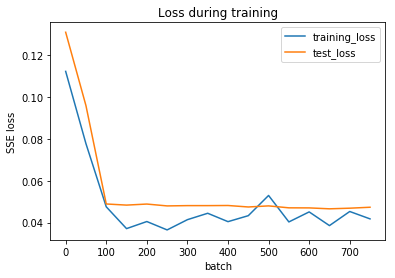 Loss during training
training_loss
test_loss
0.12
0.10
0.08
0.06
0.04
SSE loss
0 100 200 300 400 500 600 700
batch